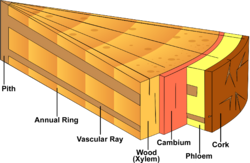 Pith
Annual Ring
Vascular Ray
Wood
(Xylem)
Cambium
Phloem
Cork